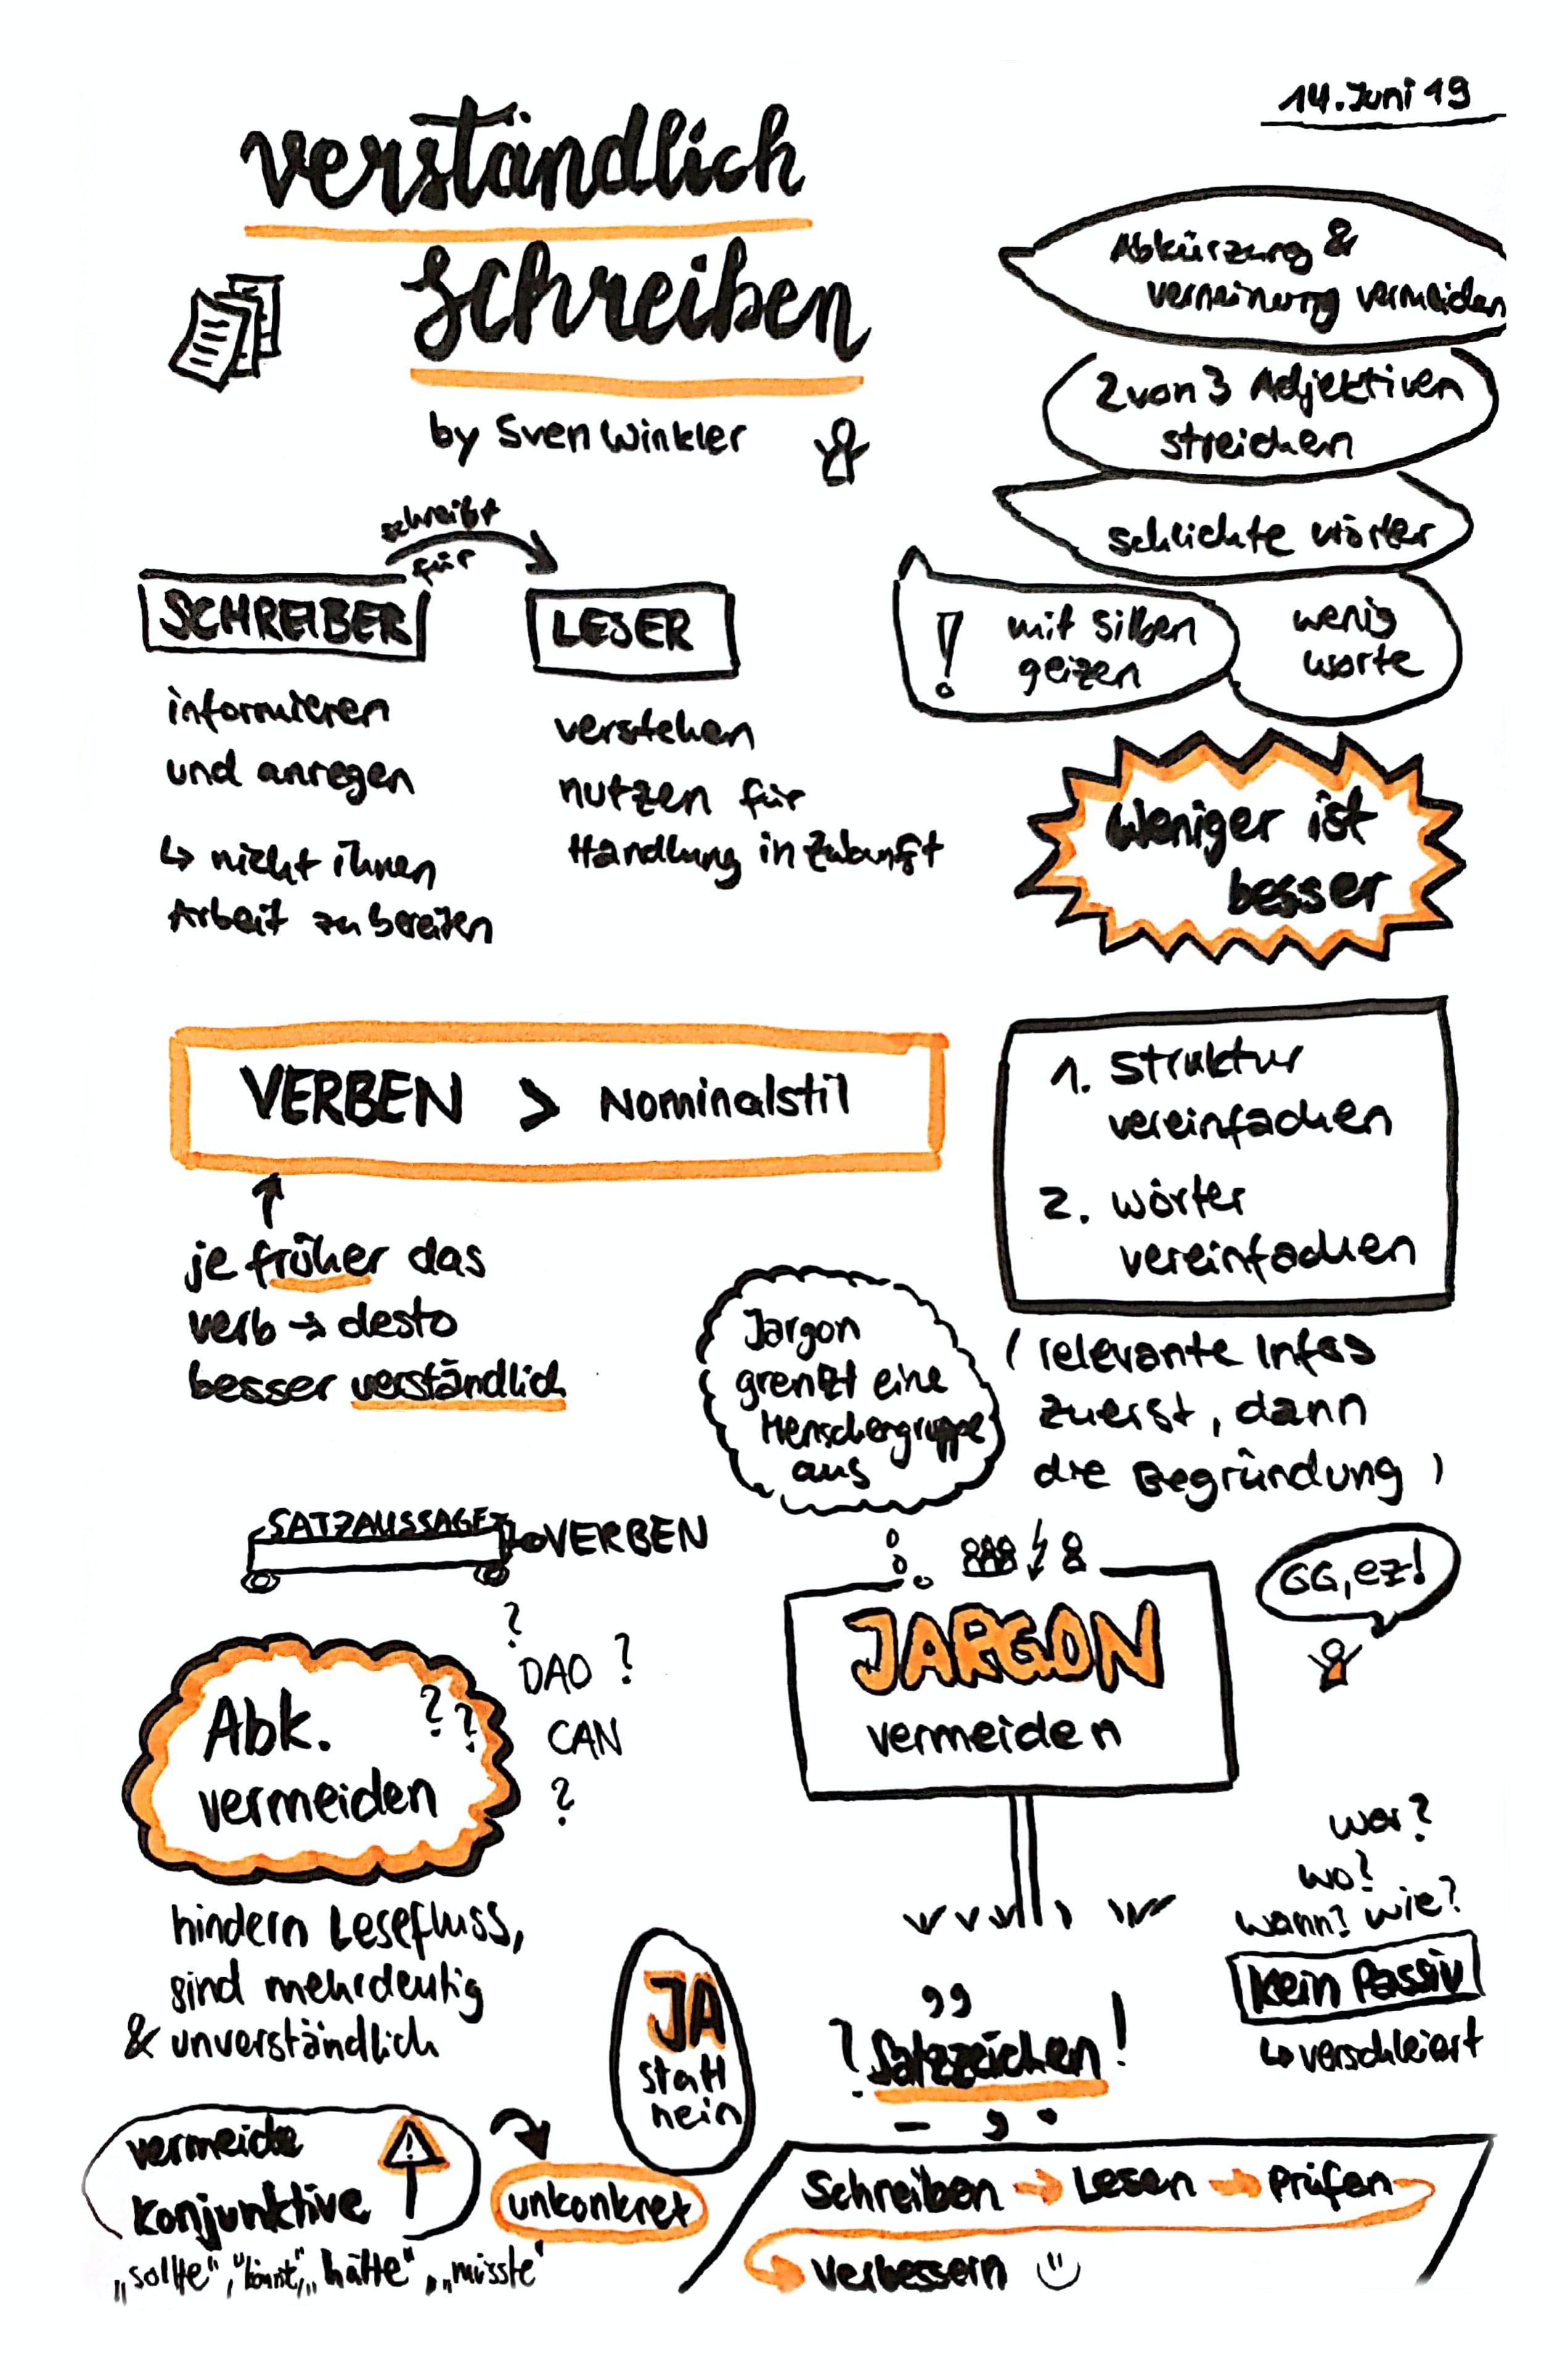 14. Juni 19
verständlich
schreiben
by Sven Winkler
Abkürzung &
verneinung vermeiden
2 von 3 Adjektiven
streichen
schlichte wörter
! mit Silben
geizen
wenig
worte
Weniger ist
besser
schreibt
für
SCHREIBER
informieren
und anregen
↳ nicht ihnen
Arbeit zu bereiten
LESER
verstehen
nutzen für
Handlung in Zukunft
VERBEN > Nominalstil
↑
je früher das
verb → desto
besser verständlich
1. Struktur
vereinfachen
2. wörter
vereinfachen
(relevante Infos
zuerst, dann
die Begründung)
Jargon
grenzt eine
Menschengruppe
aus
SATZAUSSAGE
VERBEN
JARGON
vermeiden
GG, ez!
Abk. ? ?
vermeiden
?
DAO ?
CAN
?
hindern Lesefluss,
sind mehrdeutig
& unverständlich
JA
statt
nein
wer?
wo?
wann? wie?
kein Passiv
↳ verschleiert
,,
? Satzzeichen !
- , .
vermeide
Konjunktive
!
unkonkret
„sollte", "könnt", „hätte", „müsste"
Schreiben → Lesen → Prüfen
→ verbessern